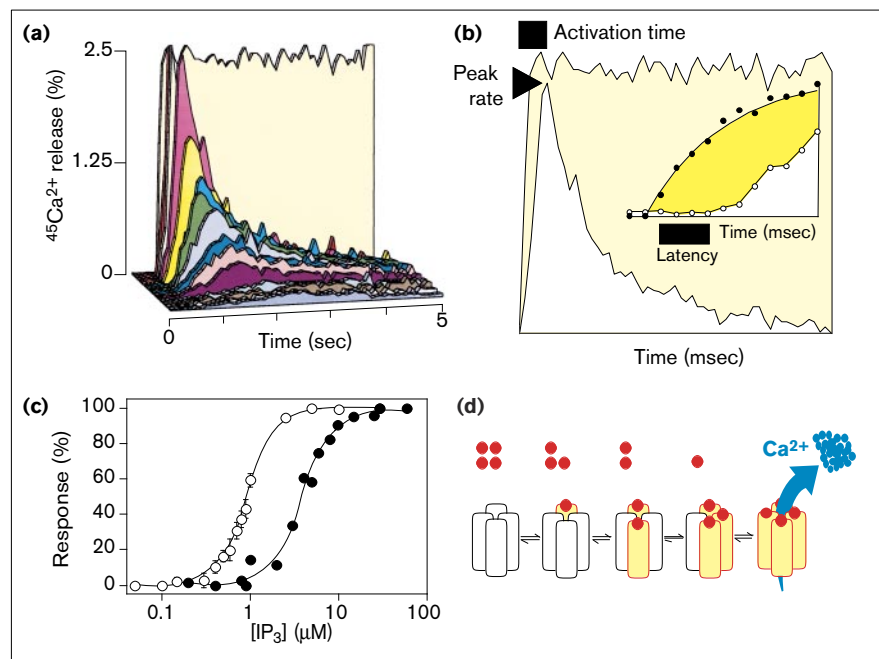 (a)
2.5
1.25
0
⁴⁵Ca²⁺ release (%)
0
5
Time (sec)
(b)
Activation time
Peak
rate
Time (msec)
Latency
Time (msec)
(c)
100
80
60
40
20
0
Response (%)
0.1
1
10
100
[IP₃] (µM)
(d)
Ca²⁺